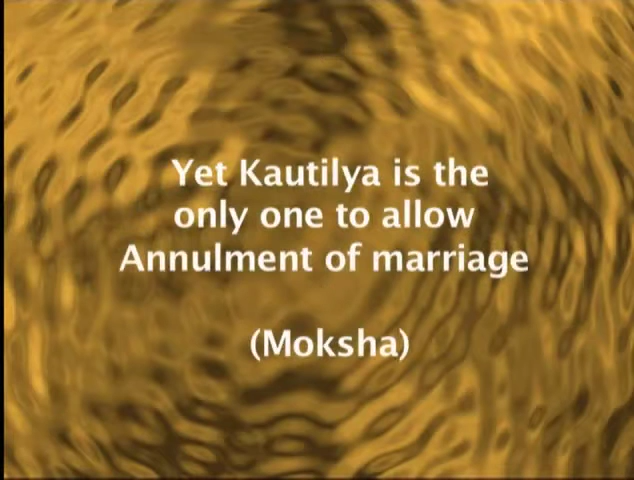 Yet Kautilya is the
only one to allow
Annulment of marriage
(Moksha)